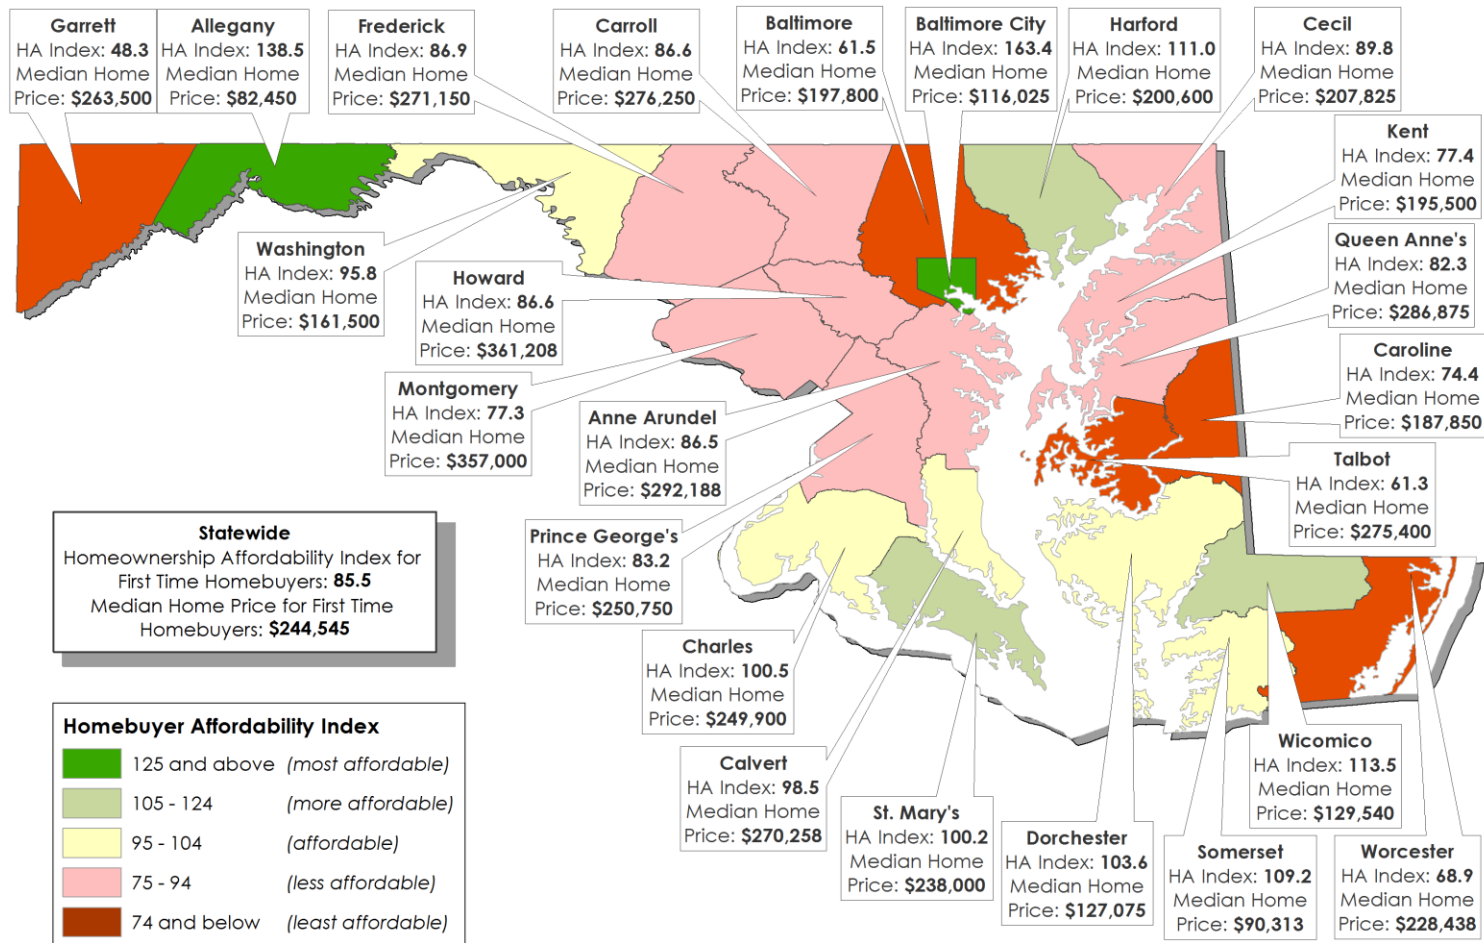 Garrett
HA Index: 48.3
Median Home
Price: $263,500
Allegany
HA Index: 138.5
Median Home
Price: $82,450
Frederick
HA Index: 86.9
Median Home
Price: $271,150
Carroll
HA Index: 86.6
Median Home
Price: $276,250
Baltimore
HA Index: 61.5
Median Home
Price: $197,800
Baltimore City
HA Index: 163.4
Median Home
Price: $116,025
Harford
HA Index: 111.0
Median Home
Price: $200,600
Cecil
HA Index: 89.8
Median Home
Price: $207,825
Kent
HA Index: 77.4
Median Home
Price: $195,500
Washington
HA Index: 95.8
Median Home
Price: $161,500
Queen Anne's
HA Index: 82.3
Median Home
Price: $286,875
Howard
HA Index: 86.6
Median Home
Price: $361,208
Caroline
HA Index: 74.4
Median Home
Price: $187,850
Montgomery
HA Index: 77.3
Median Home
Price: $357,000
Anne Arundel
HA Index: 86.5
Median Home
Price: $292,188
Talbot
HA Index: 61.3
Median Home
Price: $275,400
Statewide
Homeownership Affordability Index for
First Time Homebuyers: 85.5
Median Home Price for First Time
Homebuyers: $244,545
Prince George's
HA Index: 83.2
Median Home
Price: $250,750
Charles
HA Index: 100.5
Median Home
Price: $249,900
Calvert
HA Index: 98.5
Median Home
Price: $270,258
St. Mary's
HA Index: 100.2
Median Home
Price: $238,000
Dorchester
HA Index: 103.6
Median Home
Price: $127,075
Wicomico
HA Index: 113.5
Median Home
Price: $129,540
Somerset
HA Index: 109.2
Median Home
Price: $90,313
Worcester
HA Index: 68.9
Median Home
Price: $228,438
Homebuyer Affordability Index
125 and above (most affordable)
105 - 124 (more affordable)
95 - 104 (affordable)
75 - 94 (less affordable)
74 and below (least affordable)